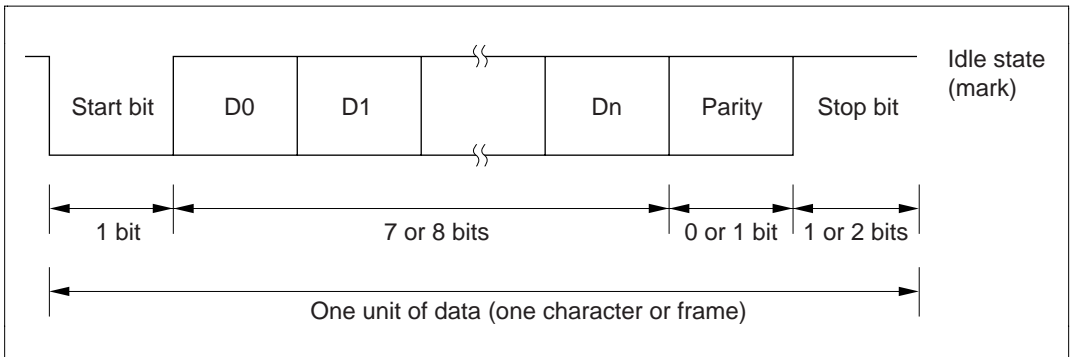 Idle state
(mark)
Start bit
D0
D1
Dn
Parity
Stop bit
1 bit
7 or 8 bits
0 or 1 bit
1 or 2 bits
One unit of data (one character or frame)